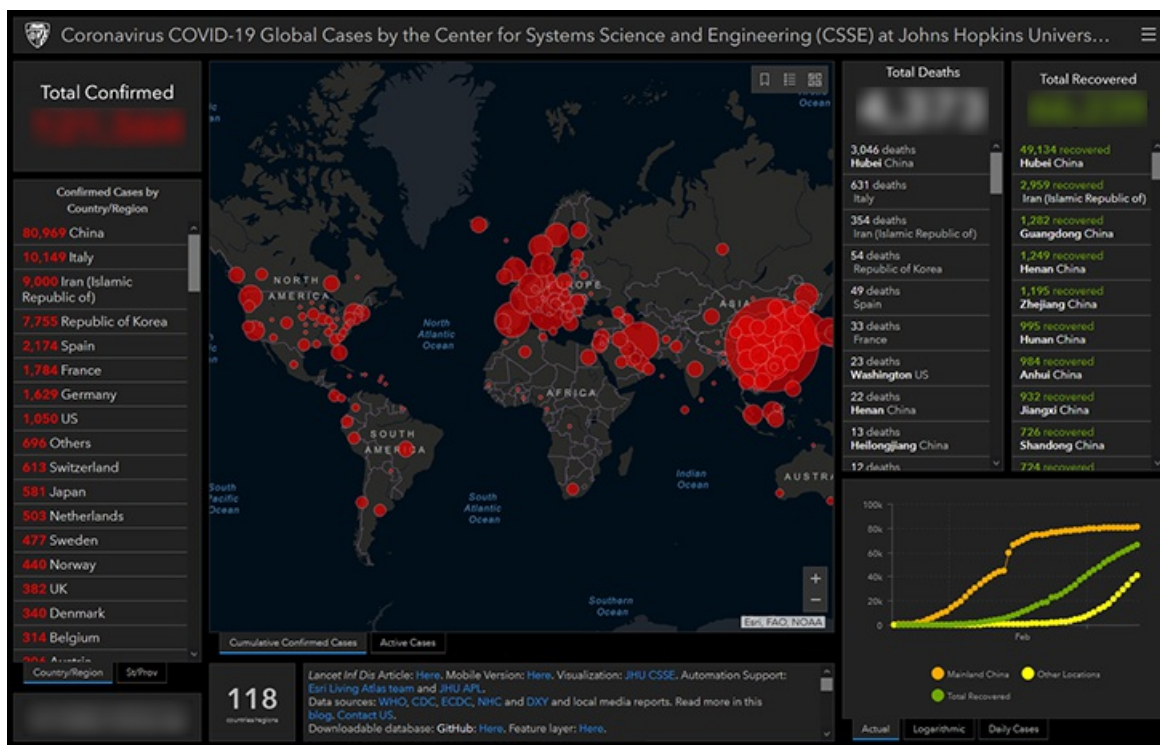 Coronavirus COVID-19 Global Cases by the Center for Systems Science and Engineering (CSSE) at Johns Hopkins Univers...
Total Confirmed
Confirmed Cases by
Country/Region
80,969 China
10,149 Italy
9,000 Iran (Islamic
Republic of)
7,755 Republic of Korea
2,174 Spain
1,784 France
1,629 Germany
1,050 US
696 Others
613 Switzerland
581 Japan
503 Netherlands
477 Sweden
440 Norway
382 UK
340 Denmark
314 Belgium
Country/Region
St/Prov
Arctic
Ocean
NORTH
AMERICA
North
Atlantic
Ocean
ASIA
AFRICA
SOUTH
AMERICA
South
Pacific
Ocean
South
Atlantic
Ocean
Indian
Ocean
AUSTR
Southern
Ocean
+
−
Esri, FAO, NOAA
Cumulative Confirmed Cases
Active Cases
118
countries/regions
Lancet Inf Dis Article: Here. Mobile Version: Here. Visualization: JHU CSSE. Automation Support:
Esri Living Atlas team and JHU APL.
Data sources: WHO, CDC, ECDC, NHC and DXY and local media reports. Read more in this
blog. Contact US.
Downloadable database: GitHub: Here. Feature layer: Here.
Total Deaths
3,046 deaths
Hubei China
631 deaths
Italy
354 deaths
Iran (Islamic Republic of)
54 deaths
Republic of Korea
49 deaths
Spain
33 deaths
France
23 deaths
Washington US
22 deaths
Henan China
13 deaths
Heilongjiang China
12 deaths
Total Recovered
49,134 recovered
Hubei China
2,959 recovered
Iran (Islamic Republic of)
1,282 recovered
Guangdong China
1,249 recovered
Henan China
1,195 recovered
Zhejiang China
995 recovered
Hunan China
984 recovered
Anhui China
932 recovered
Jiangxi China
726 recovered
Shandong China
724 recovered
100k
80k
60k
40k
20k
0
Feb
Mainland China
Other Locations
Total Recovered
Actual
Logarithmic
Daily Cases